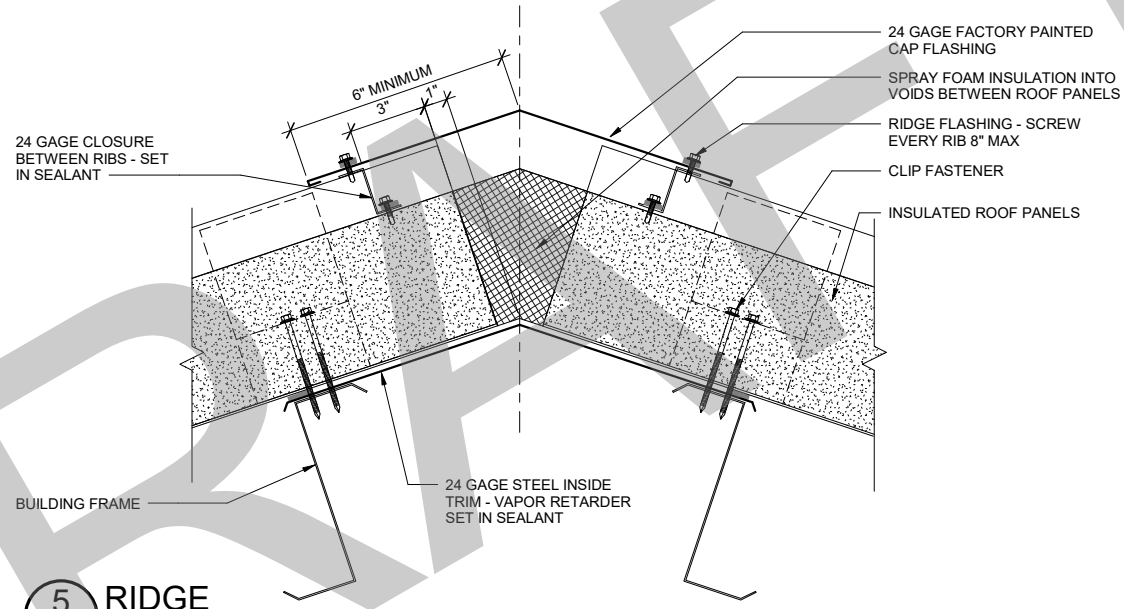 24 GAGE FACTORY PAINTED
CAP FLASHING
SPRAY FOAM INSULATION INTO
VOIDS BETWEEN ROOF PANELS
RIDGE FLASHING - SCREW
EVERY RIB 8" MAX
CLIP FASTENER
INSULATED ROOF PANELS
6" MINIMUM
3"
1"
24 GAGE CLOSURE
BETWEEN RIBS - SET
IN SEALANT
BUILDING FRAME
24 GAGE STEEL INSIDE
TRIM - VAPOR RETARDER
SET IN SEALANT
5
RIDGE